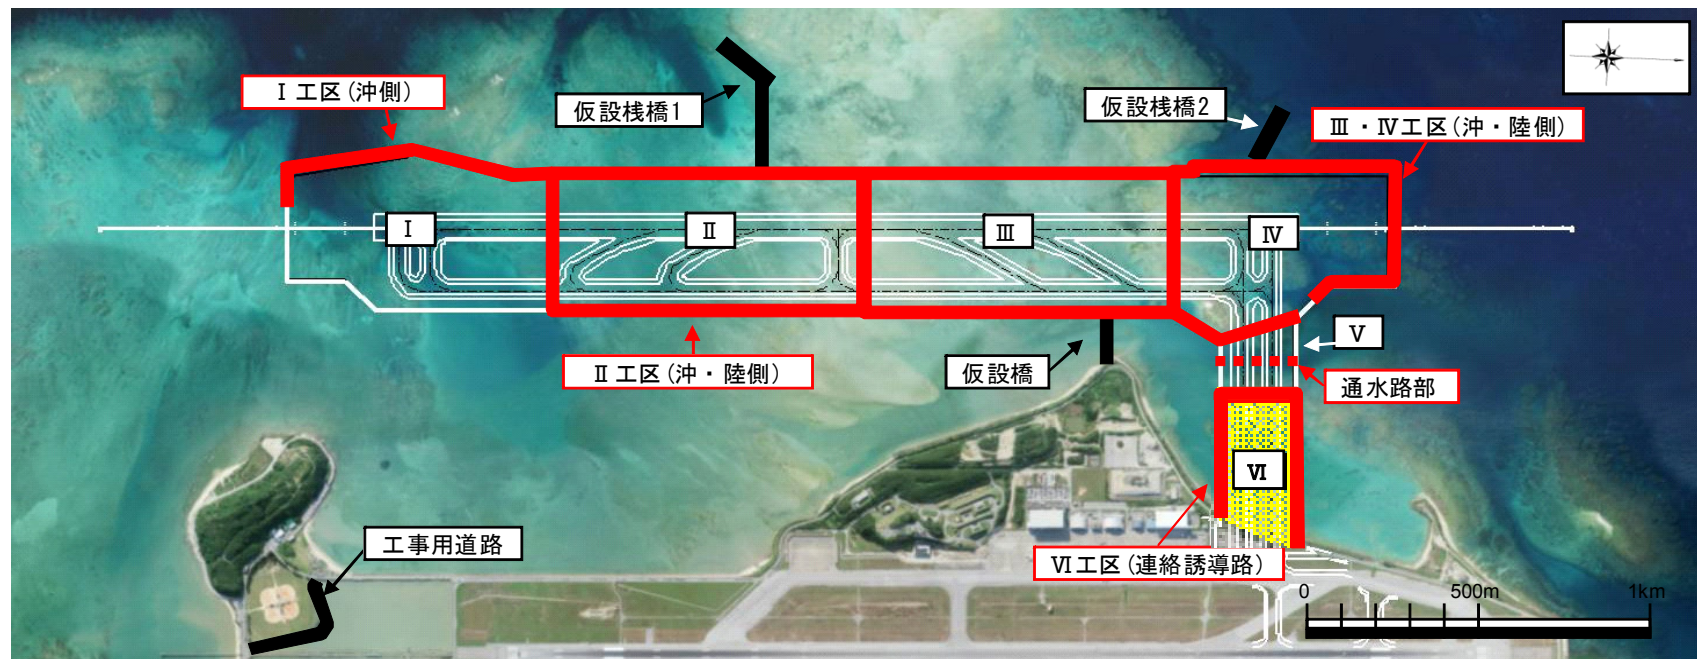 Ⅰ工区(沖側)
仮設桟橋1
仮設桟橋2
Ⅲ・Ⅳ工区(沖・陸側)
Ⅰ
Ⅱ
Ⅲ
Ⅳ
Ⅴ
Ⅱ工区(沖・陸側)
仮設橋
通水路部
Ⅵ
工事用道路
Ⅵ工区(連絡誘導路)
0 500m 1km